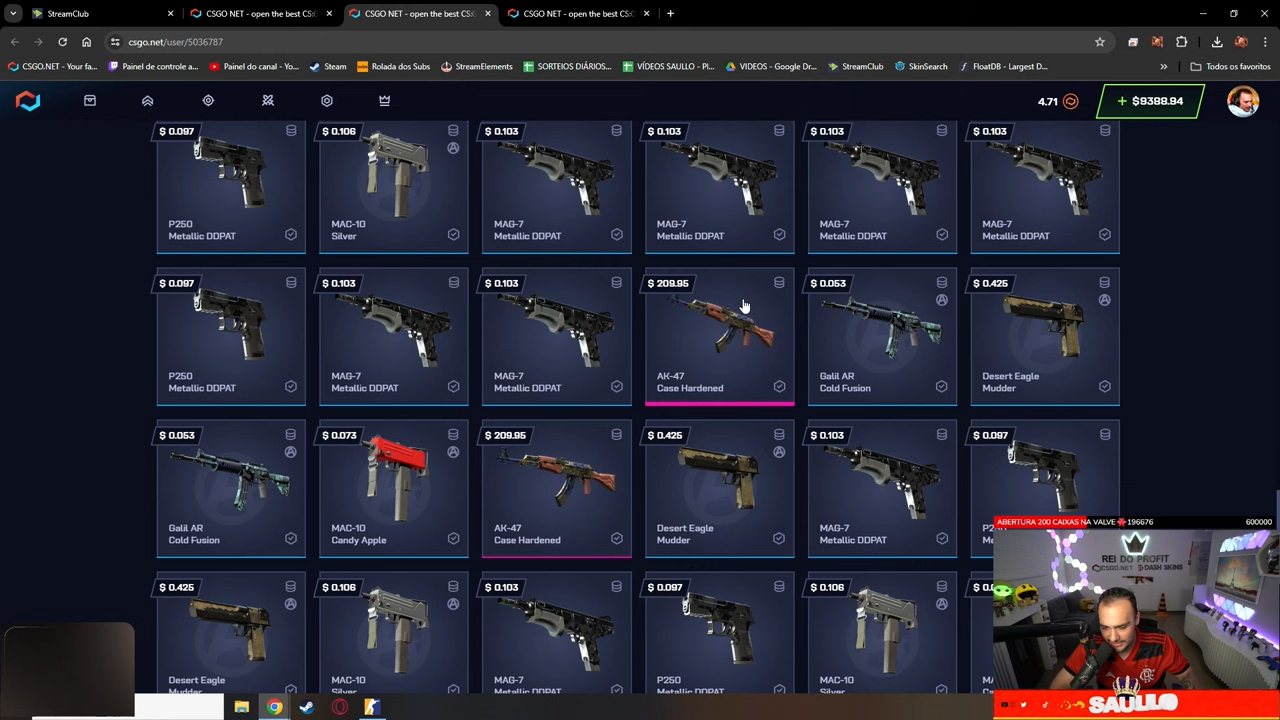 StreamClub
CSGO NET - open the best CS:G
CSGO NET - open the best CS:G
CSGO NET - open the best CS:G
csgo.net/user/5036787
CSGO.NET - Your fa...
Painel de controle a...
Painel do canal - Yo...
Steam
Rolada dos Subs
StreamElements
SORTEIOS DIÁRIOS...
VÍDEOS SAULLO - Pl...
VIDEOS - Google Dr...
StreamClub
SkinSearch
FloatDB - Largest D...
Todos os favoritos
4.71
+ $9388.94
$ 0.097
$ 0.106
$ 0.103
$ 0.103
$ 0.103
$ 0.103
P250
Metallic DDPAT
MAC-10
Silver
MAG-7
Metallic DDPAT
MAG-7
Metallic DDPAT
MAG-7
Metallic DDPAT
MAG-7
Metallic DDPAT
$ 0.097
$ 0.103
$ 0.103
$ 209.95
$ 0.053
$ 0.425
P250
Metallic DDPAT
MAG-7
Metallic DDPAT
MAG-7
Metallic DDPAT
AK-47
Case Hardened
Galil AR
Cold Fusion
Desert Eagle
Mudder
$ 0.053
$ 0.073
$ 209.95
$ 0.425
$ 0.103
$ 0.097
Galil AR
Cold Fusion
MAC-10
Candy Apple
AK-47
Case Hardened
Desert Eagle
Mudder
MAG-7
Metallic DDPAT
$ 0.425
$ 0.106
$ 0.103
$ 0.097
$ 0.106
Desert Eagle
Mudder
MAC-10
Silver
MAG-7
Metallic DDPAT
P250
Metallic DDPAT
MAC-10
Silver
ABERTURA 200 CAIXAS NA VALVE 196676
600000
REI DO PROFIT
CSGO.NET DASH SKINS
SAULLO